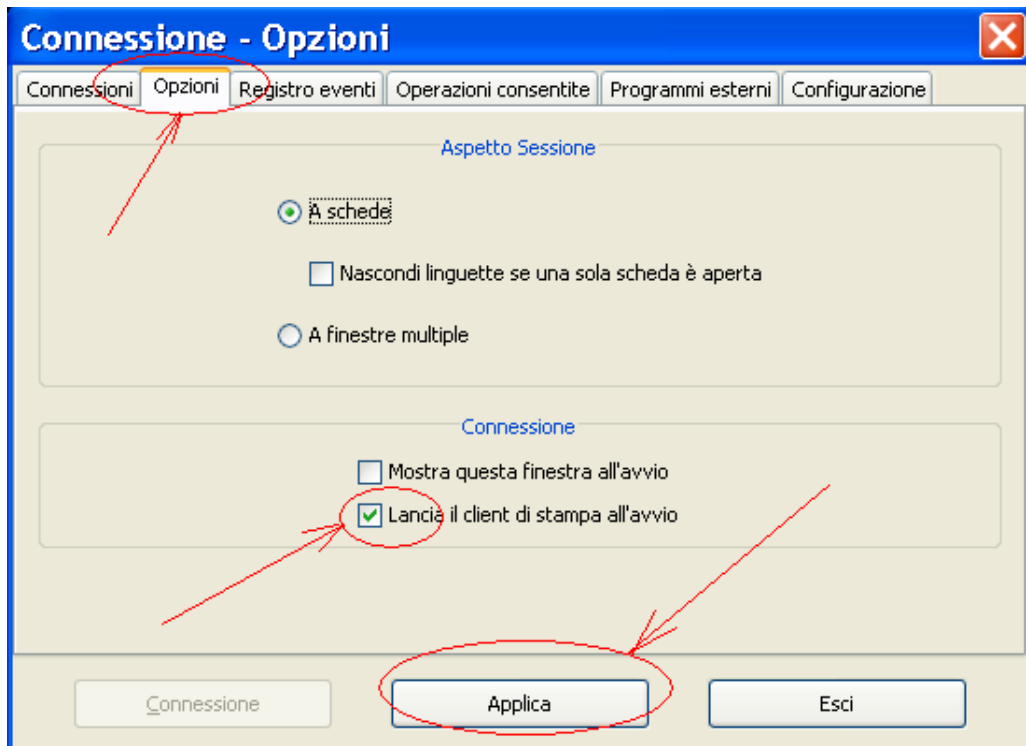 Connessione - Opzioni
Connessioni Opzioni Registro eventi Operazioni consentite Programmi esterni Configurazione
Aspetto Sessione
A schede
Nascondi linguette se una sola scheda è aperta
A finestre multiple
Connessione
Mostra questa finestra all'avvio
Lancia il client di stampa all'avvio
Connessione Applica Esci